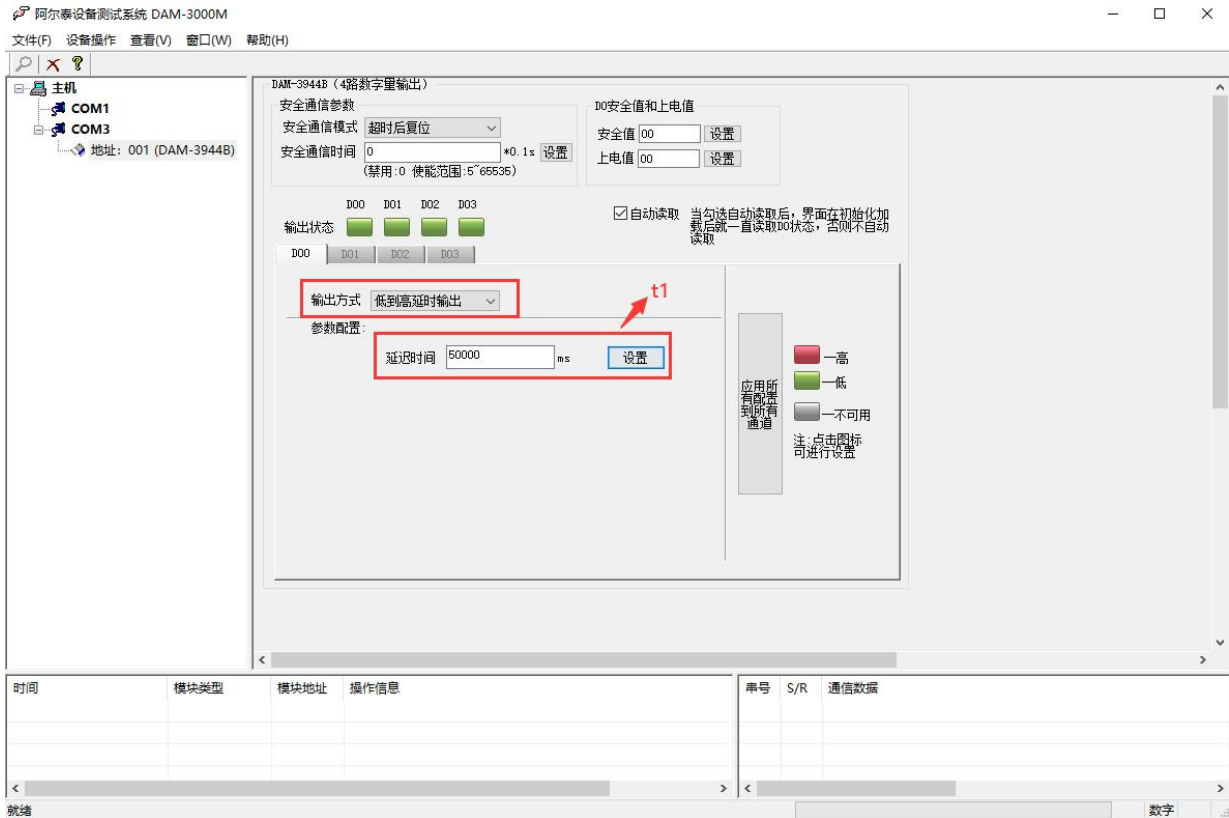 阿尔泰设备测试系统 DAM-3000M
文件(F) 设备操作 查看(V) 窗口(W) 帮助(H)
主机
COM1
COM3
地址：001 (DAM-3944B)
DAM-3944B (4路数字量输出)
安全通信参数
安全通信模式 超时后复位
安全通信时间 0 *0.1s 设置
(禁用:0 使能范围:5~65535)
DO安全值和上电值
安全值 00 设置
上电值 00 设置
DO0 DO1 DO2 DO3
输出状态
自动读取 当勾选自动读取后，界面在初始化加
载后就一直读取DO状态，否则不自动
读取
DO0 DO1 DO2 DO3
输出方式 低到高延时输出
t1
参数配置:
延迟时间 50000 ms 设置
应用所
有配置
到所有
通道
—高
—低
—不可用
注:点击图标
可进行设置
时间 模块类型 模块地址 操作信息
串号 S/R 通信数据
就绪 数字